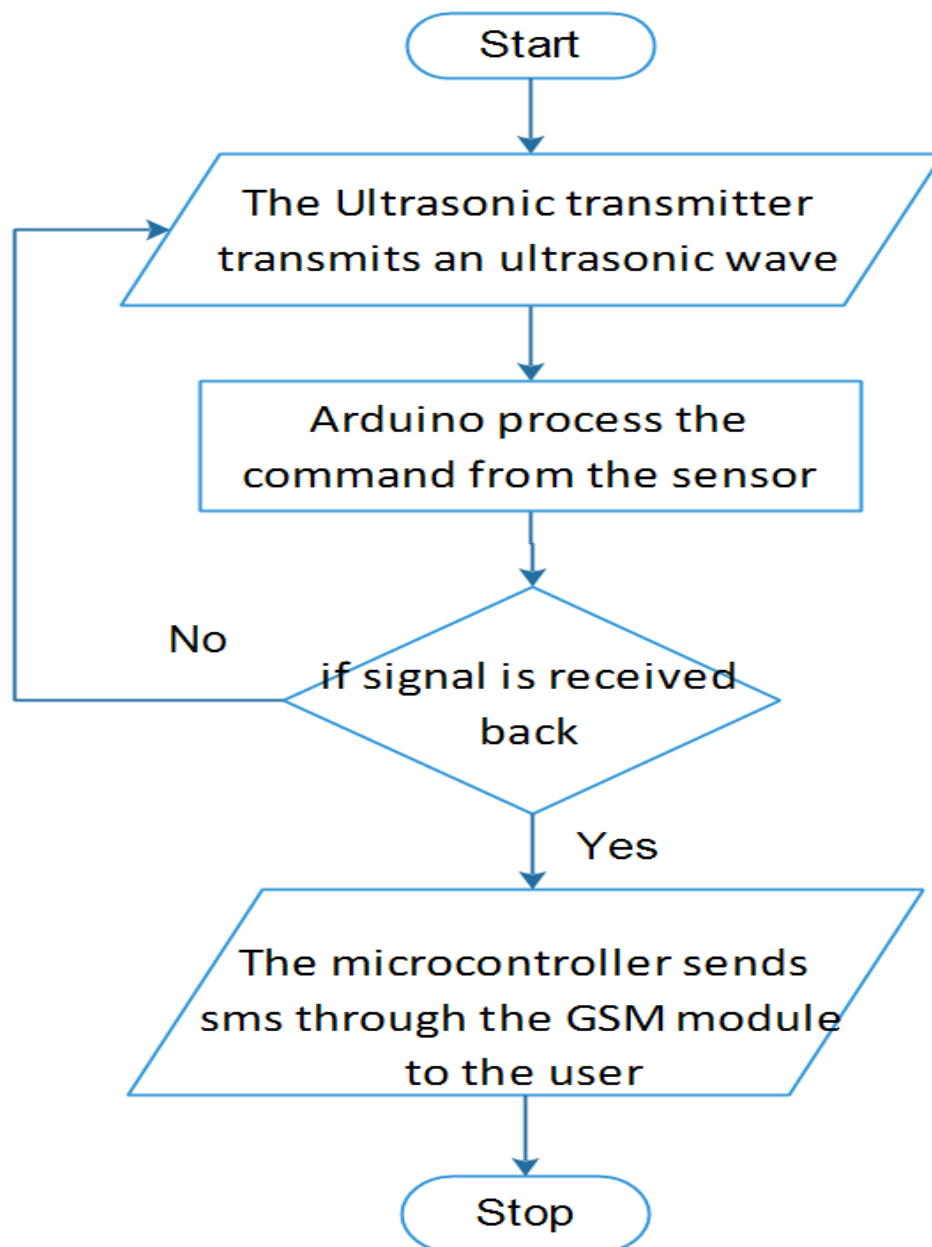 Start
The Ultrasonic transmitter
transmits an ultrasonic wave
Arduino process the
command from the sensor
No
if signal is received
back
Yes
The microcontroller sends
sms through the GSM module
to the user
Stop